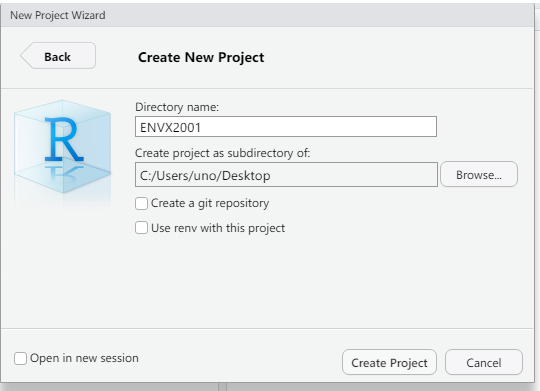 New Project Wizard
Back
Create New Project
R
Directory name:
ENVX2001
Create project as subdirectory of:
C:/Users/uno/Desktop
Browse...
Create a git repository
Use renv with this project
Open in new session
Create Project
Cancel